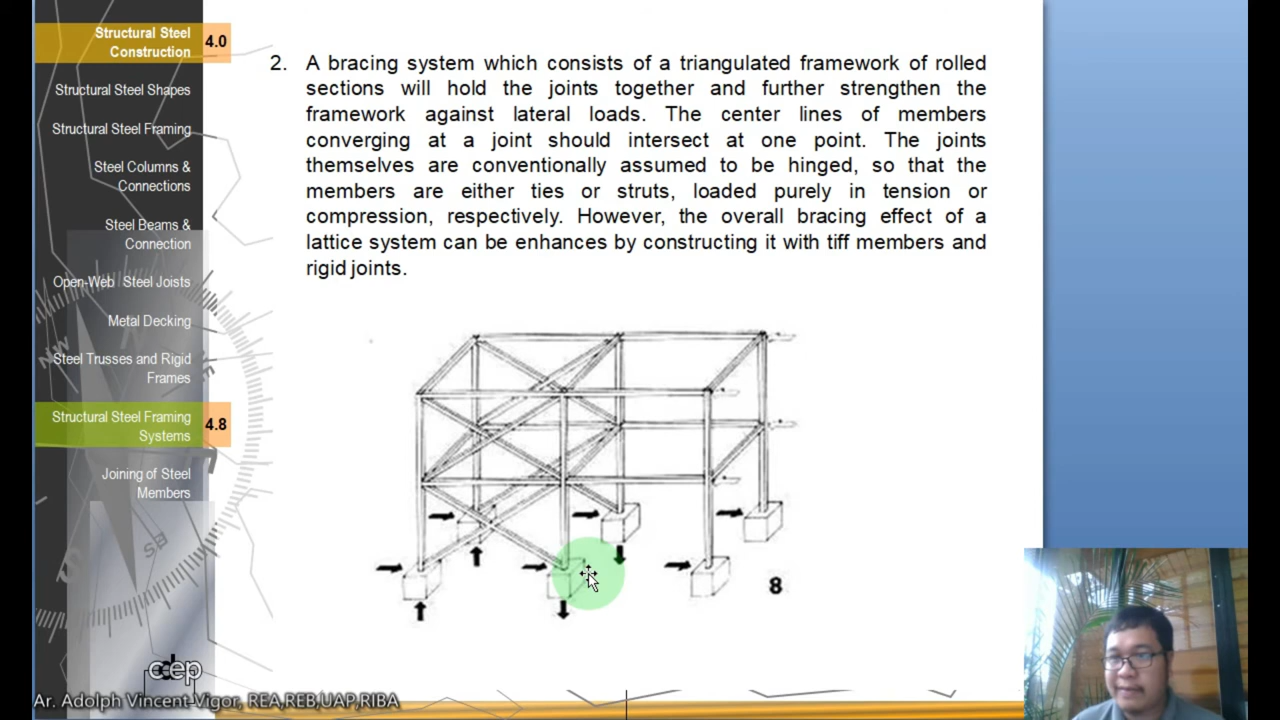 Structural Steel
Construction
4.0
Structural Steel Shapes
Structural Steel Framing
Steel Columns &
Connections
Steel Beams &
Connection
Open-Web Steel Joists
Metal Decking
Steel Trusses and Rigid
Frames
Structural Steel Framing
Systems
4.8
Joining of Steel
Members
2. A bracing system which consists of a triangulated framework of rolled
sections will hold the joints together and further strengthen the
framework against lateral loads. The center lines of members
converging at a joint should intersect at one point. The joints
themselves are conventionally assumed to be hinged, so that the
members are either ties or struts, loaded purely in tension or
compression, respectively. However, the overall bracing effect of a
lattice system can be enhances by constructing it with tiff members and
rigid joints.
8
NW
ES
cdep
Ar. Adolph Vincent Vigor, REA,REB,UAP,RIBA